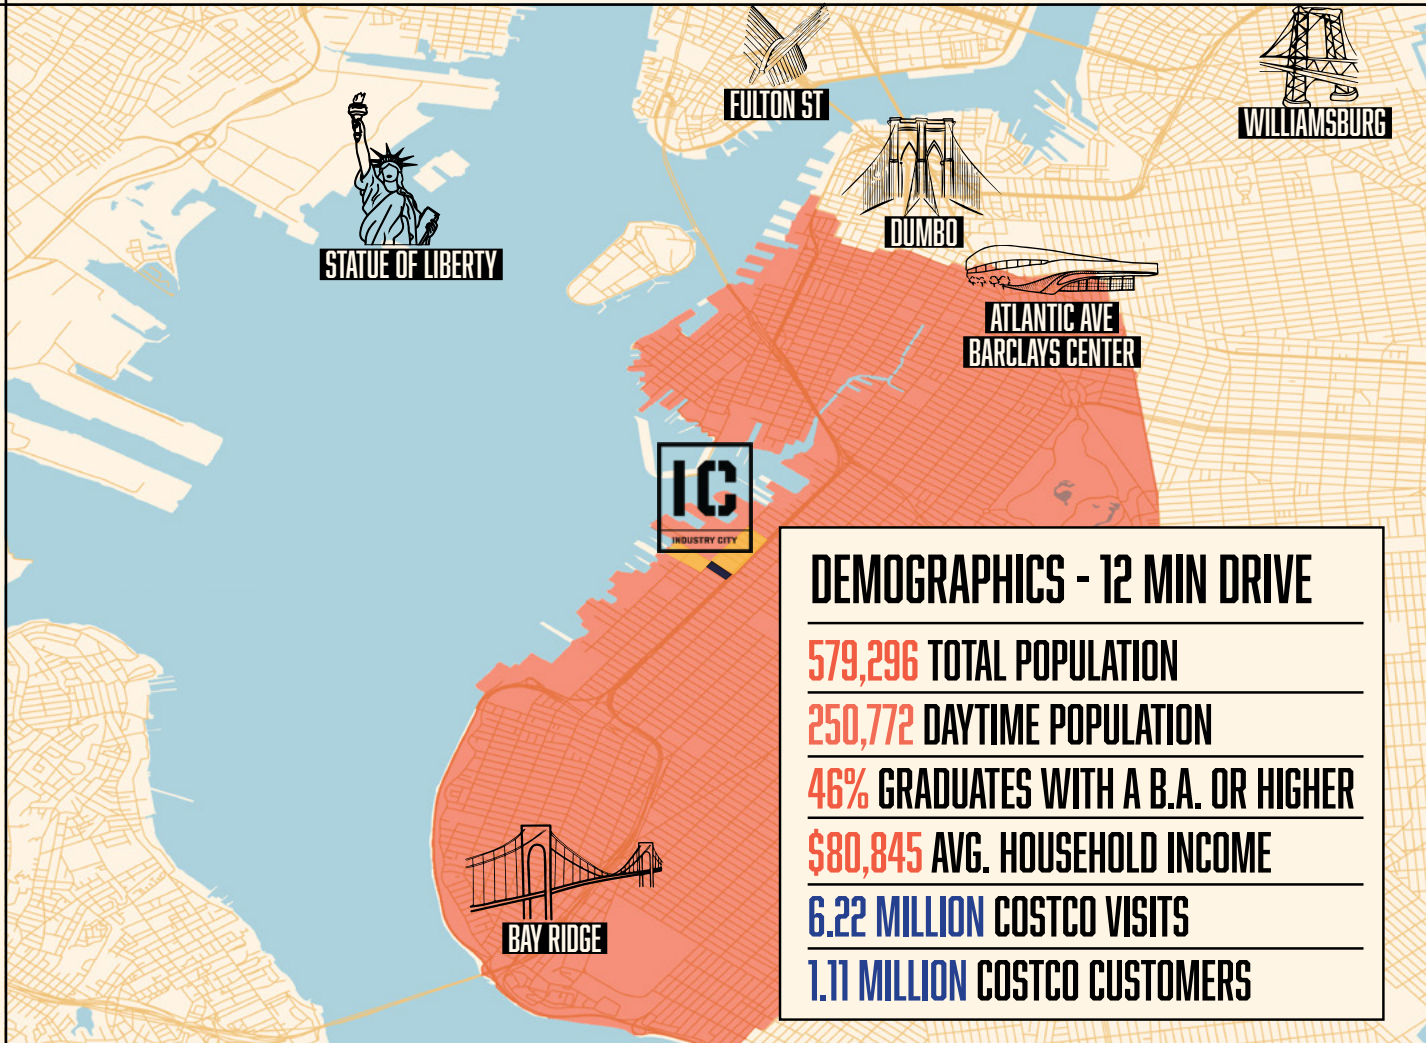 FULTON ST
WILLIAMSBURG
DUMBO
STATUE OF LIBERTY
ATLANTIC AVE
BARCLAYS CENTER
IC
INDUSTRY CITY
DEMOGRAPHICS - 12 MIN DRIVE
579,296 TOTAL POPULATION
250,772 DAYTIME POPULATION
46% GRADUATES WITH A B.A. OR HIGHER
$80,845 AVG. HOUSEHOLD INCOME
6.22 MILLION COSTCO VISITS
1.11 MILLION COSTCO CUSTOMERS
BAY RIDGE